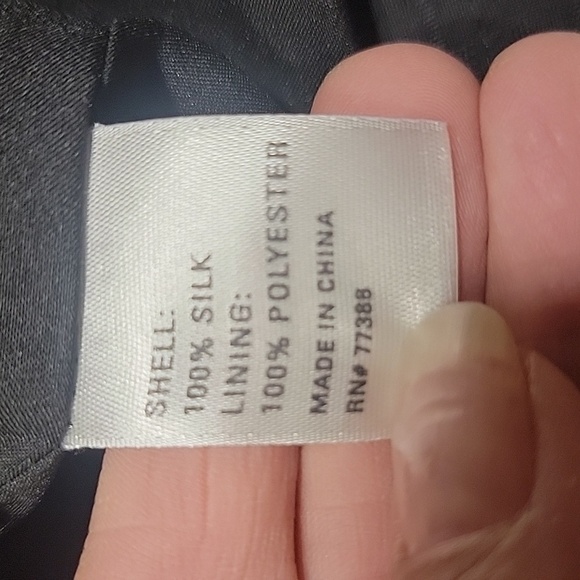 SHELL:
100% SILK
LINING:
100% POLYESTER
MADE IN CHINA
RN# 77388